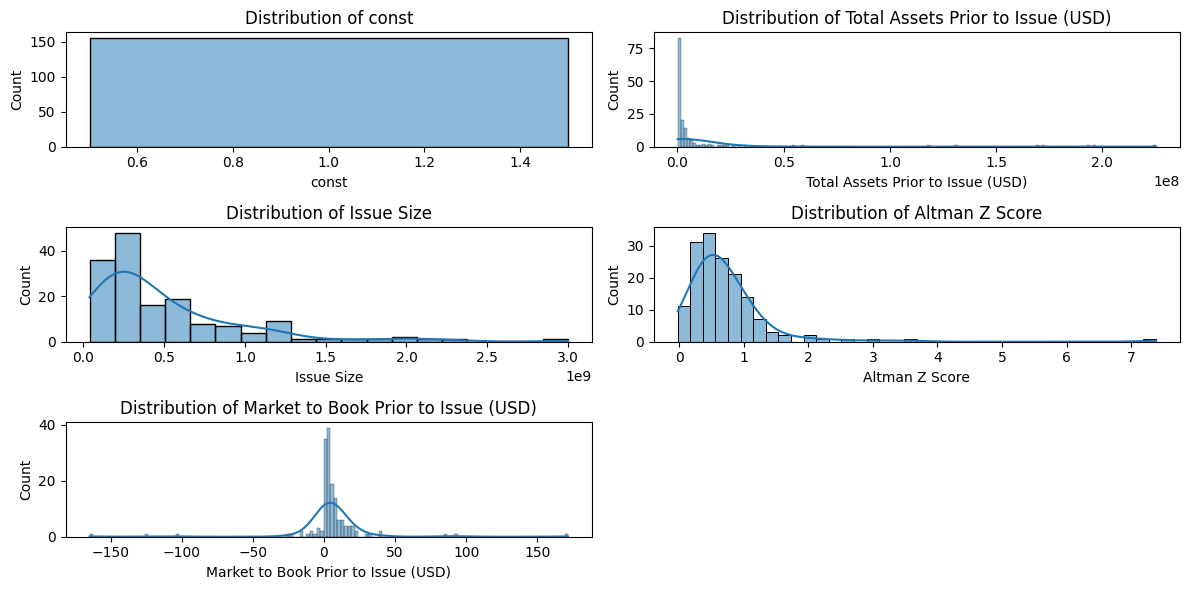 Distribution of const
150
100
50
0
Count
0.6 0.8 1.0 1.2 1.4
const
Distribution of Total Assets Prior to Issue (USD)
75
50
25
0
Count
0.0 0.5 1.0 1.5 2.0
1e8
Total Assets Prior to Issue (USD)
Distribution of Issue Size
40
20
0
Count
0.0 0.5 1.0 1.5 2.0 2.5 3.0
1e9
Issue Size
Distribution of Altman Z Score
30
20
10
0
Count
0 1 2 3 4 5 6 7
Altman Z Score
Distribution of Market to Book Prior to Issue (USD)
40
20
0
Count
−150 −100 −50 0 50 100 150
Market to Book Prior to Issue (USD)